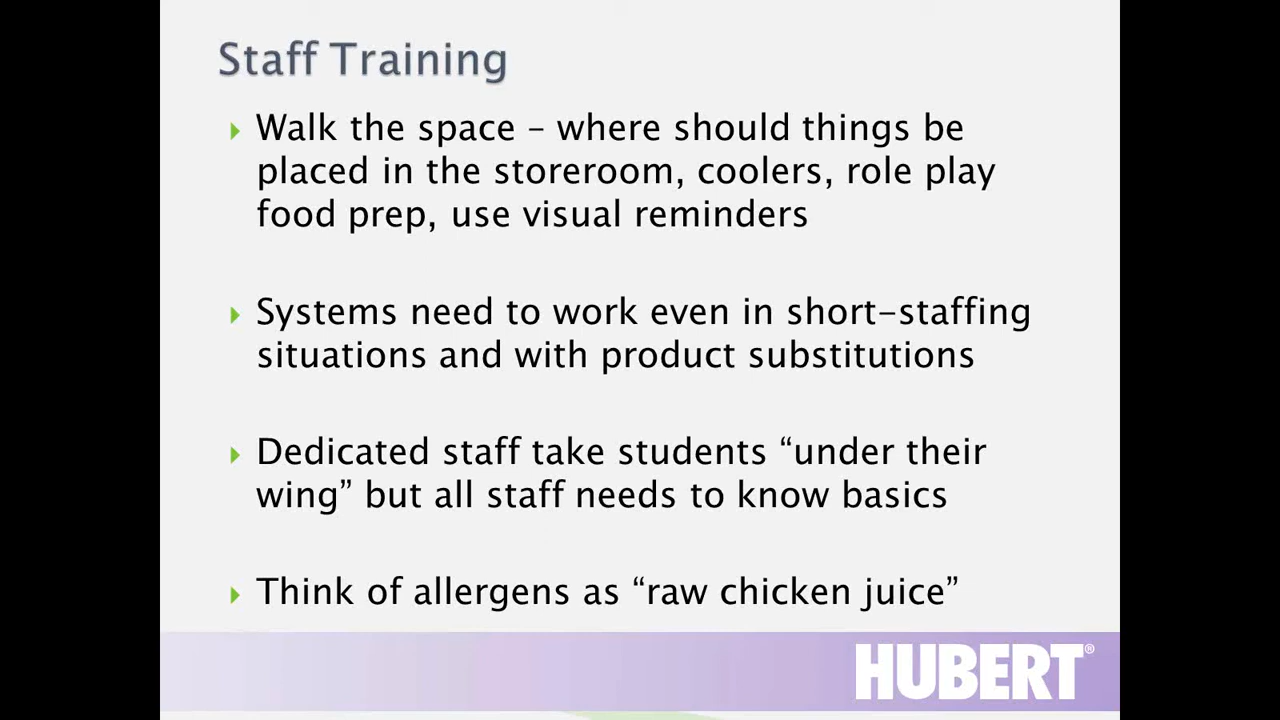 Staff Training
Walk the space – where should things be
placed in the storeroom, coolers, role play
food prep, use visual reminders
Systems need to work even in short-staffing
situations and with product substitutions
Dedicated staff take students “under their
wing” but all staff needs to know basics
Think of allergens as “raw chicken juice”
HUBERT®